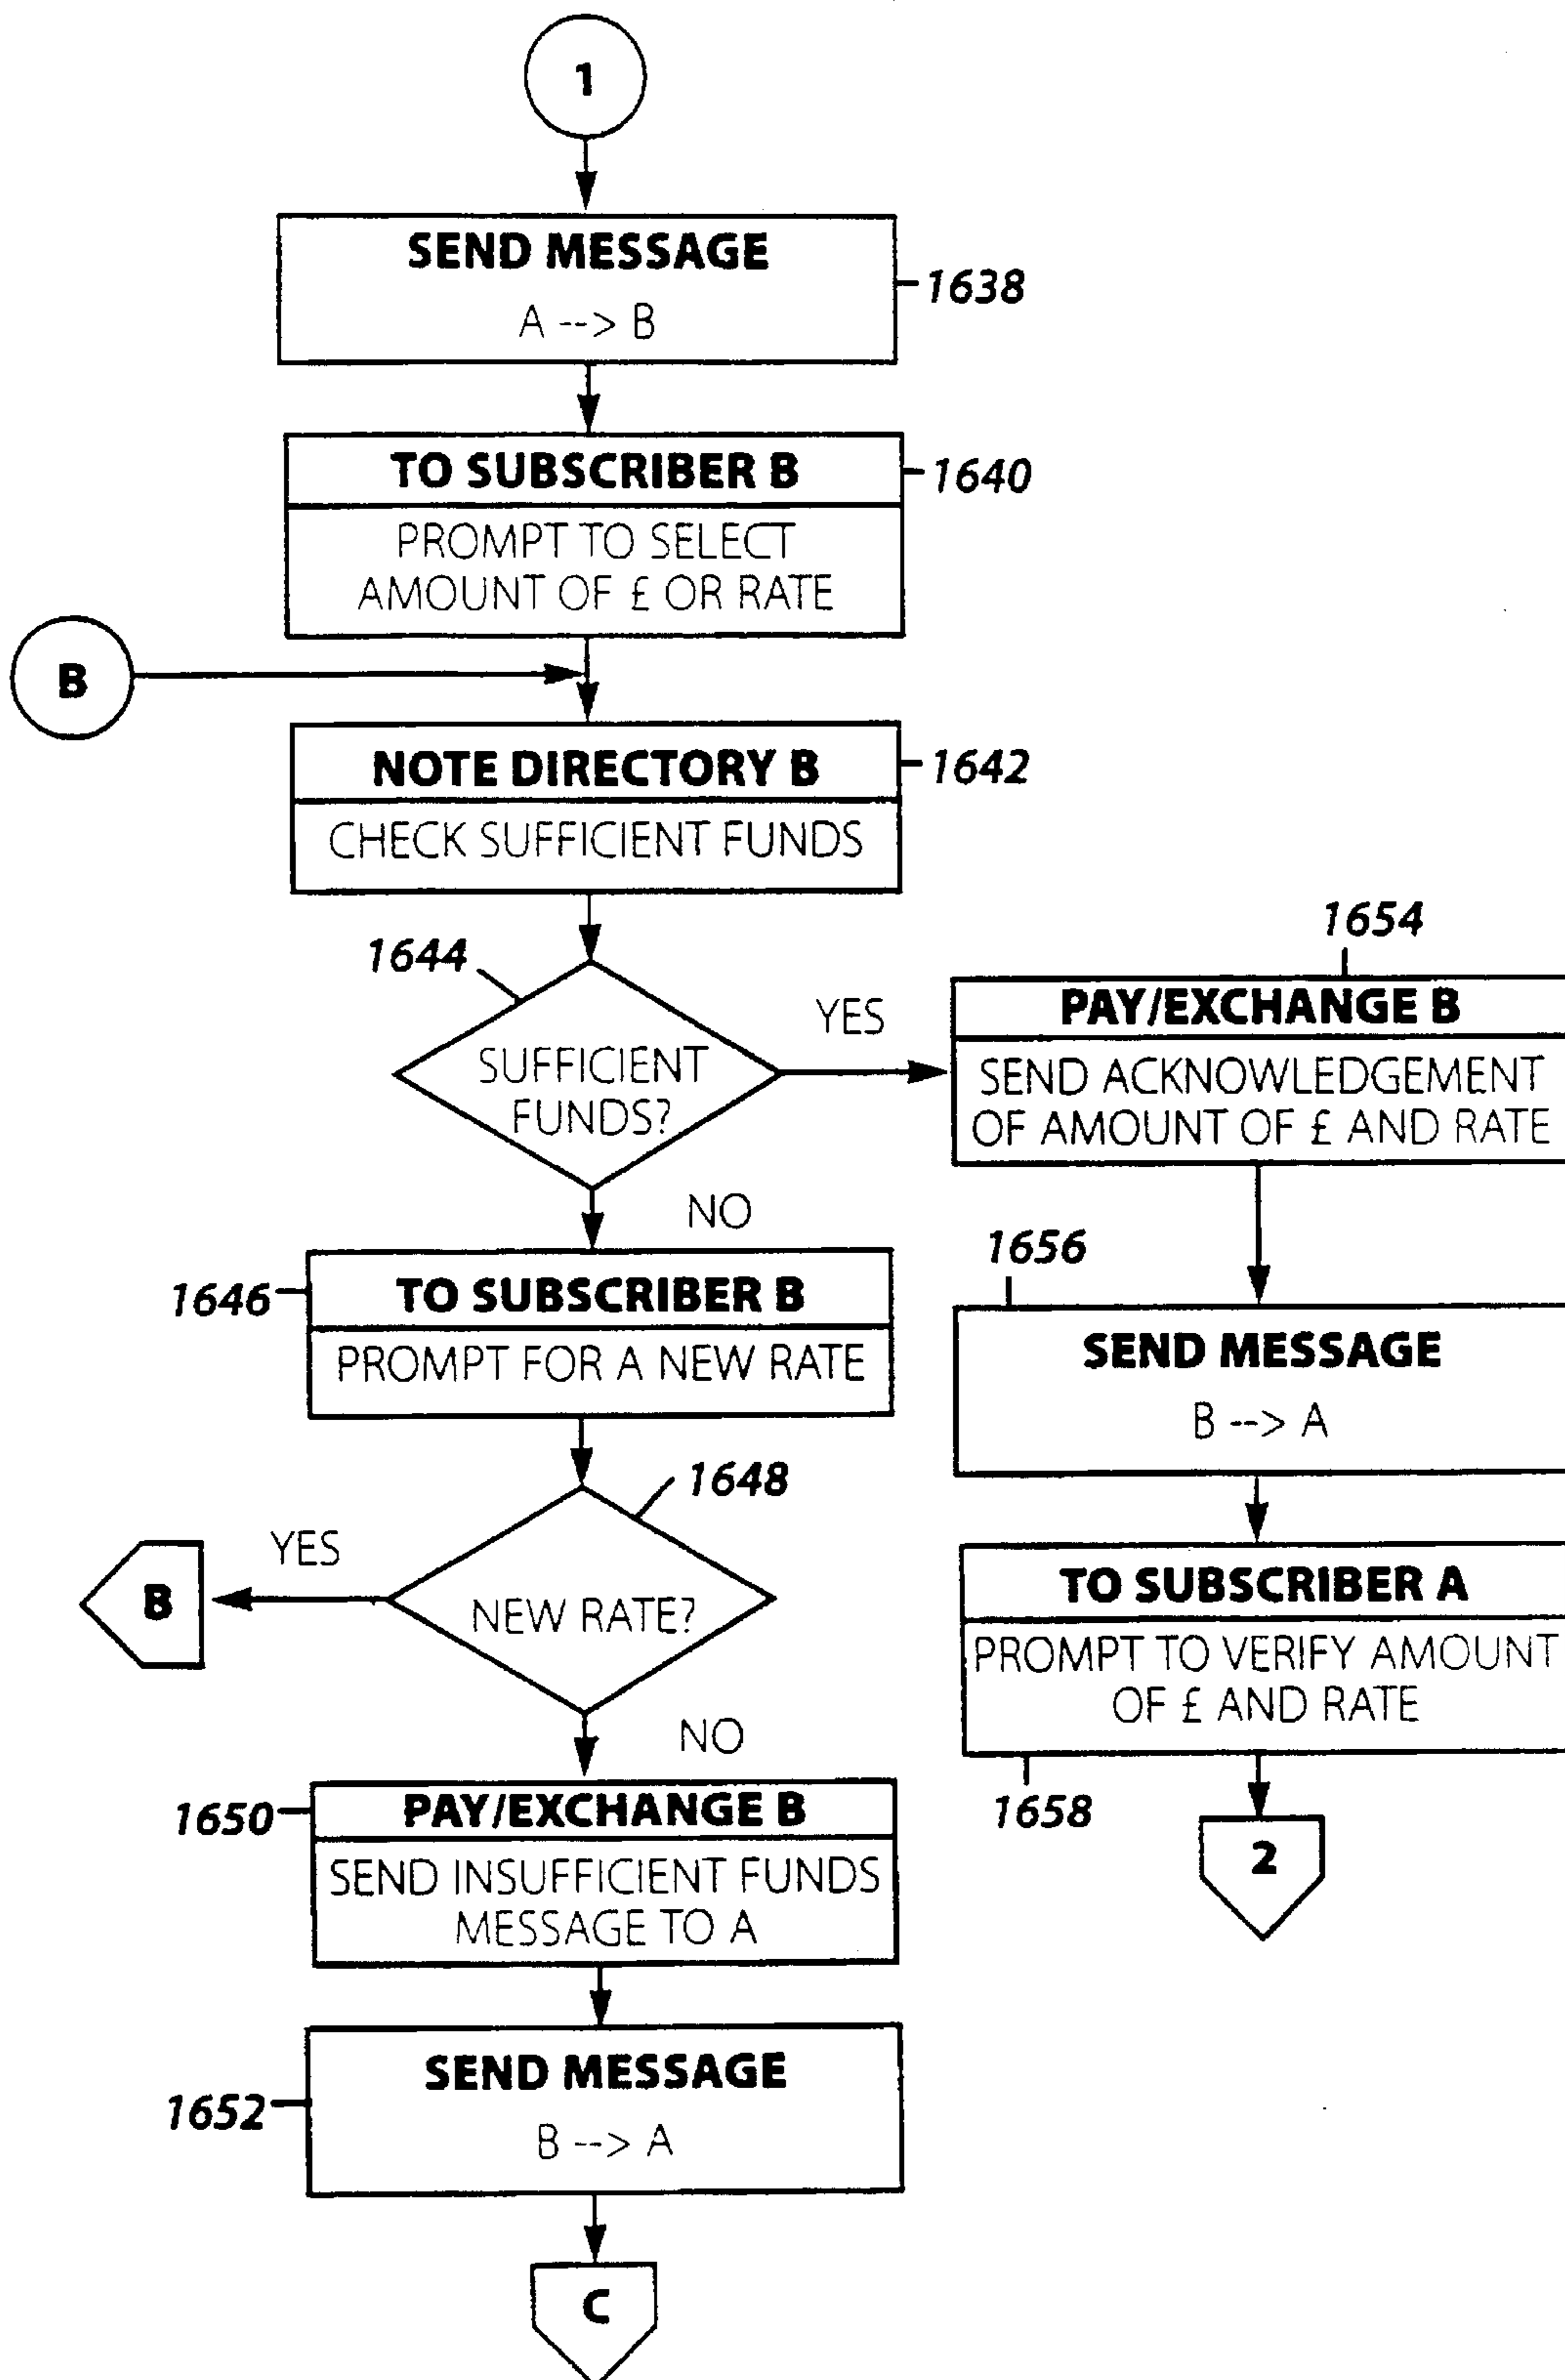 1
SEND MESSAGE
A --> B
1638
TO SUBSCRIBER B
1640
PROMPT TO SELECT
AMOUNT OF £ OR RATE
B
NOTE DIRECTORY B
1642
CHECK SUFFICIENT FUNDS
1644
SUFFICIENT
FUNDS?
YES
NO
1646
TO SUBSCRIBER B
PROMPT FOR A NEW RATE
1648
NEW RATE?
YES
B
NO
1650
PAY/EXCHANGE B
SEND INSUFFICIENT FUNDS
MESSAGE TO A
1652
SEND MESSAGE
B --> A
C
1654
PAY/EXCHANGE B
SEND ACKNOWLEDGEMENT
OF AMOUNT OF £ AND RATE
1656
SEND MESSAGE
B --> A
TO SUBSCRIBER A
PROMPT TO VERIFY AMOUNT
OF £ AND RATE
1658
2